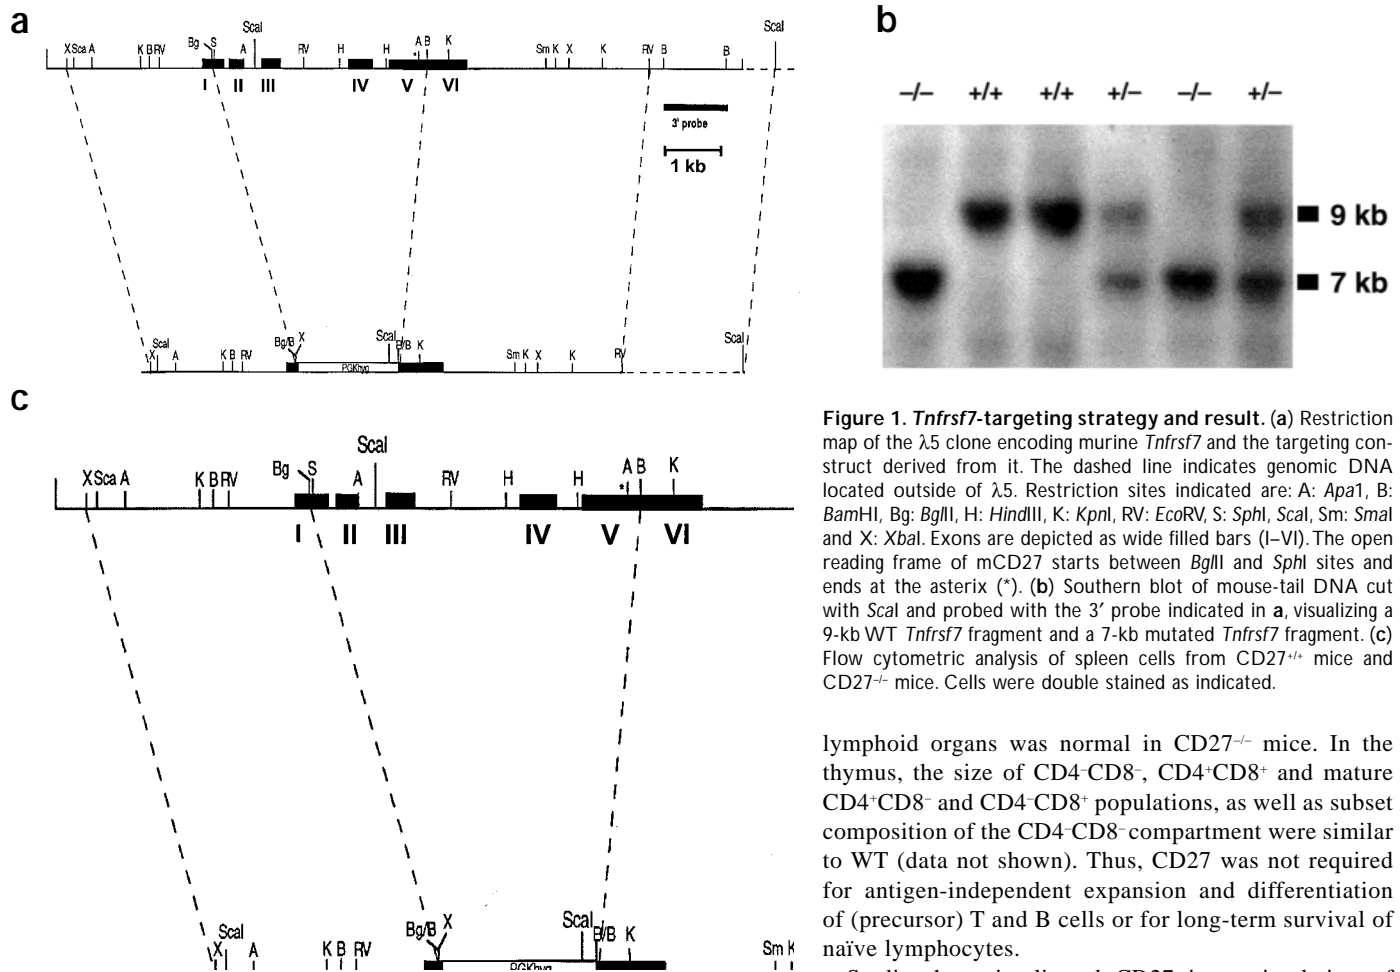 a
ScaI
ScaI
X Sca A K B RV Bg S A RV H H A B K Sm K X K RV B B
*
I II III IV V VI
3' probe
1 kb
Bg/B X ScaI ScaI
X ScaI A K B RV B/B K Sm K X K RV
PGKhyg
b
–/– +/+ +/+ +/– –/– +/–
9 kb
7 kb
c
ScaI
X Sca A K B RV Bg S A RV H H A B K
*
I II III IV V VI
Bg/B X ScaI
X ScaI A K B RV B/B K Sm K
PGKhyg
Figure 1. Tnfrsf7-targeting strategy and result. (a) Restriction
map of the λ5 clone encoding murine Tnfrsf7 and the targeting con-
struct derived from it. The dashed line indicates genomic DNA
located outside of λ5. Restriction sites indicated are: A: Apa1, B:
BamHI, Bg: BglII, H: HindIII, K: KpnI, RV: EcoRV, S: SphI, ScaI, Sm: SmaI
and X: XbaI. Exons are depicted as wide filled bars (I–VI). The open
reading frame of mCD27 starts between BglII and SphI sites and
ends at the asterix (*). (b) Southern blot of mouse-tail DNA cut
with ScaI and probed with the 3′ probe indicated in a, visualizing a
9-kb WT Tnfrsf7 fragment and a 7-kb mutated Tnfrsf7 fragment. (c)
Flow cytometric analysis of spleen cells from CD27+/+ mice and
CD27–/– mice. Cells were double stained as indicated.
lymphoid organs was normal in CD27–/– mice. In the
thymus, the size of CD4–CD8–, CD4+CD8+ and mature
CD4+CD8– and CD4–CD8+ populations, as well as subset
composition of the CD4–CD8– compartment were similar
to WT (data not shown). Thus, CD27 was not required
for antigen-independent expansion and differentiation
of (precursor) T and B cells or for long-term survival of
naïve lymphocytes.